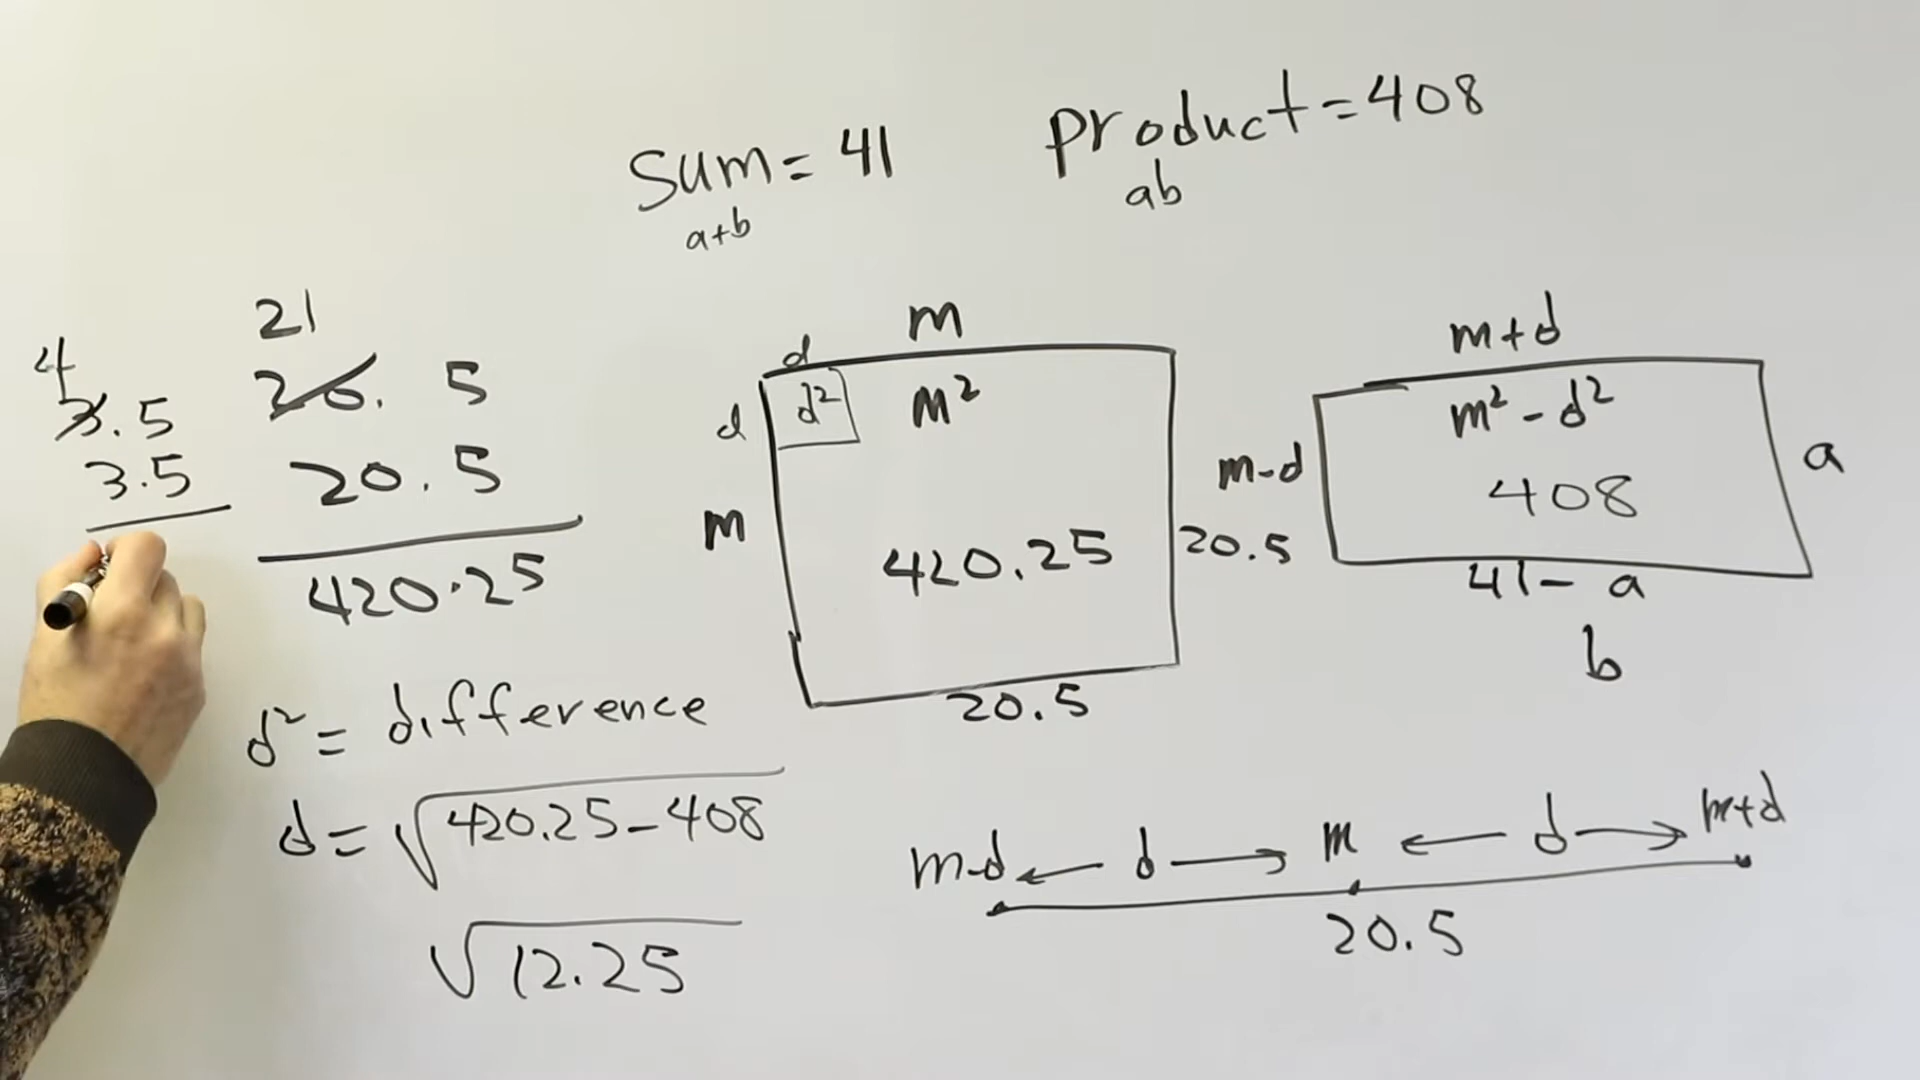 sum = 41
a+b
product = 408
ab
21
20. 5
20. 5
420.25
4
3.5
3.5
m
d
d
d²
m²
m
420.25
20.5
20.5
m+d
m² - d²
m-d
408
a
41 - a
b
d² = difference
d = √420.25-408
√12.25
m-d ← d → m ← d → m+d
20.5